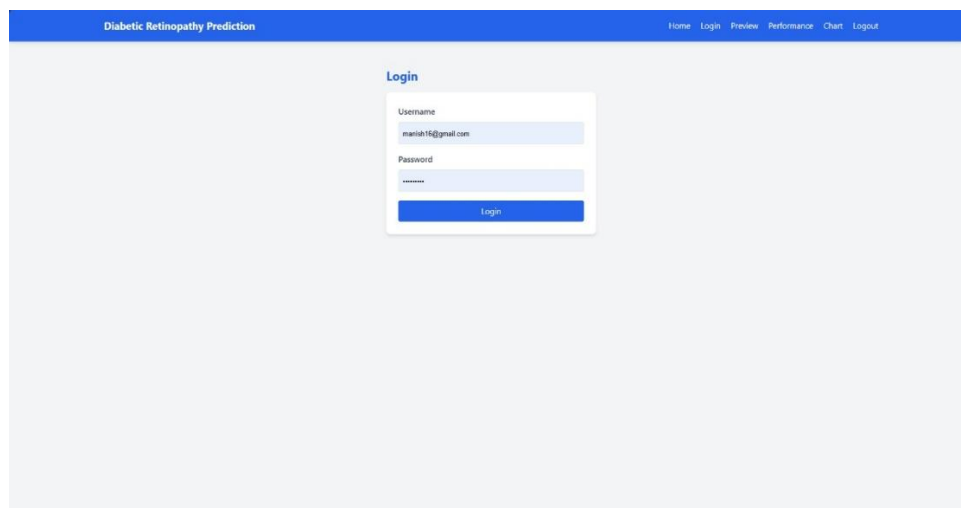 Diabetic Retinopathy Prediction
Home Login Preview Performance Chart Logout
Login
Username
manish16@gmail.com
Password
•••••••••
Login